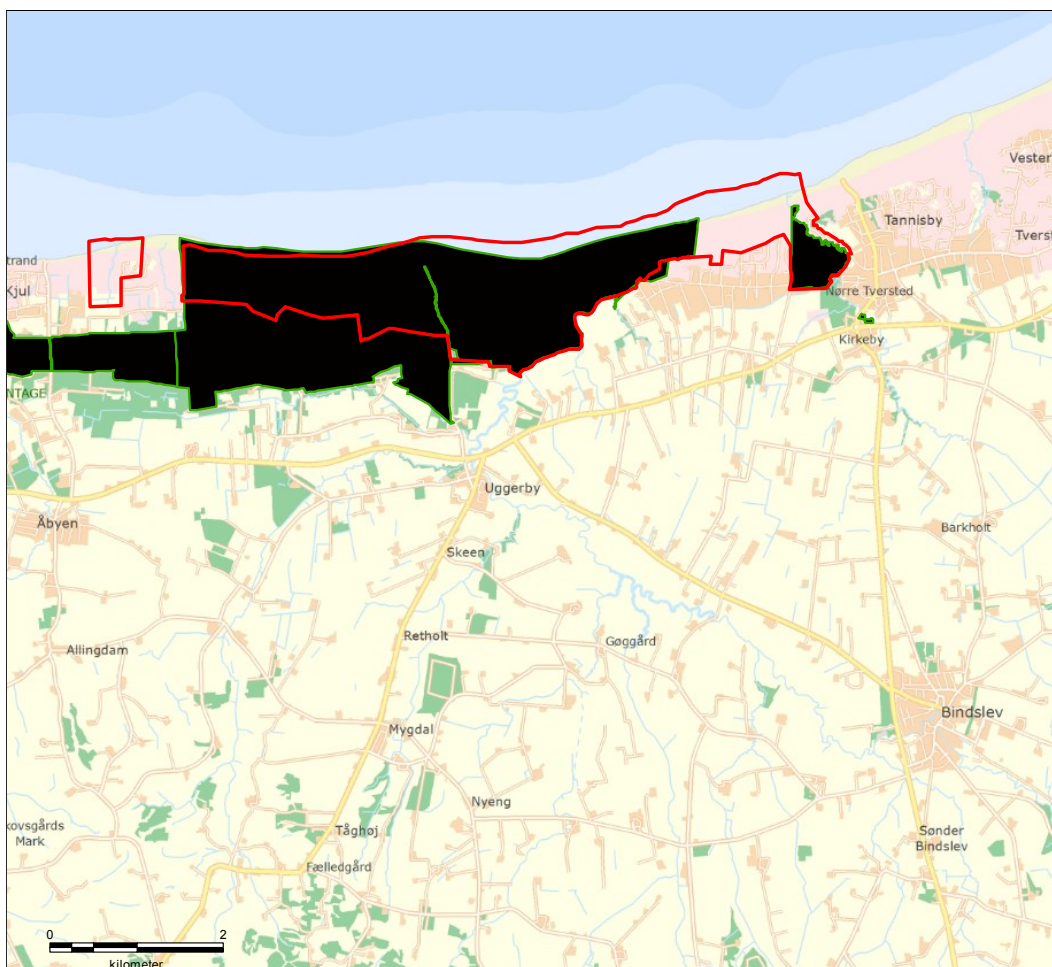 Vester
Tannisby
Tverst
trand
Kjul
Nørre Tversted
Kirkeby
NTAGE
Uggerby
Åbyen
Barkholt
Skeen
Retholt
Gøggård
Allingdam
Bindslev
Mygdal
Nyeng
kovsgårds
Mark
Tåghøj
Sønder
Bindslev
Fælledgård
0 2
kilometer